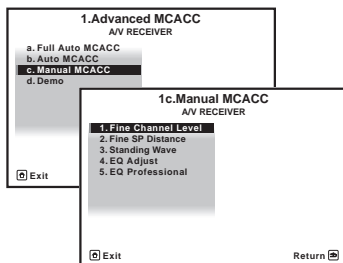 1.Advanced MCACC
A/V RECEIVER
a. Full Auto MCACC
b. Auto MCACC
c. Manual MCACC
d. Demo
Exit
1c.Manual MCACC
A/V RECEIVER
1. Fine Channel Level
2. Fine SP Distance
3. Standing Wave
4. EQ Adjust
5. EQ Professional
Exit
Return